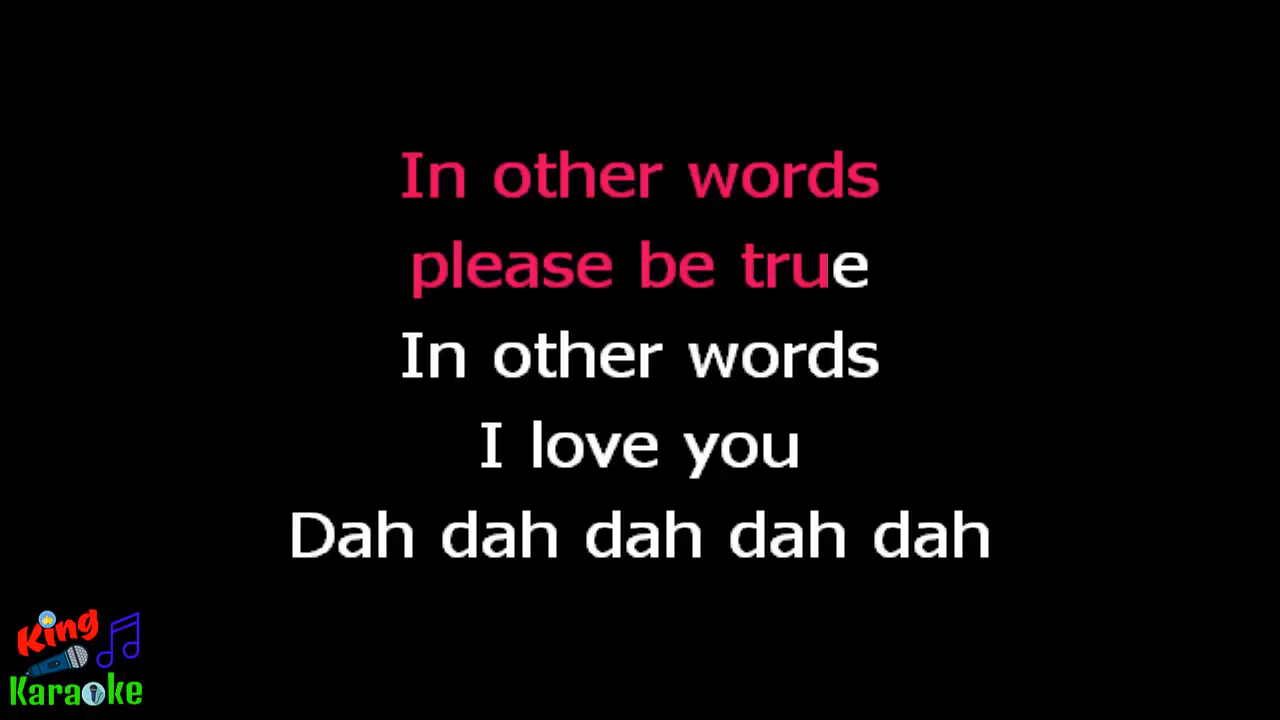 In other words
please be true
In other words
I love you
Dah dah dah dah dah
King
Karaoke